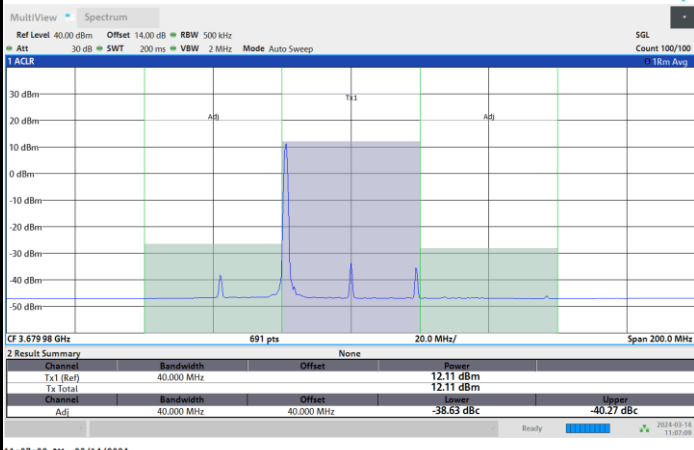 MultiView Spectrum
Ref Level 40.00 dBm Offset 14.00 dB RBW 500 kHz SGL
Att 30 dB SWT 200 ms VBW 2 MHz Mode Auto Sweep Count 100/100
1 ACLR 1Rm Avg
30 dBm
Tx1
20 dBm
Adj Adj
10 dBm
0 dBm
-10 dBm
-20 dBm
-30 dBm
-40 dBm
-50 dBm
CF 3.67998 GHz 691 pts 20.0 MHz/ Span 200.0 MHz
2 Result Summary None
Channel Bandwidth Offset Power
Tx1 (Ref) 40.000 MHz 12.11 dBm
Tx Total 12.11 dBm
Channel Bandwidth Offset Lower Upper
Adj 40.000 MHz 40.000 MHz -38.63 dBc -40.27 dBc
Ready 2024-03-14
11:07:09